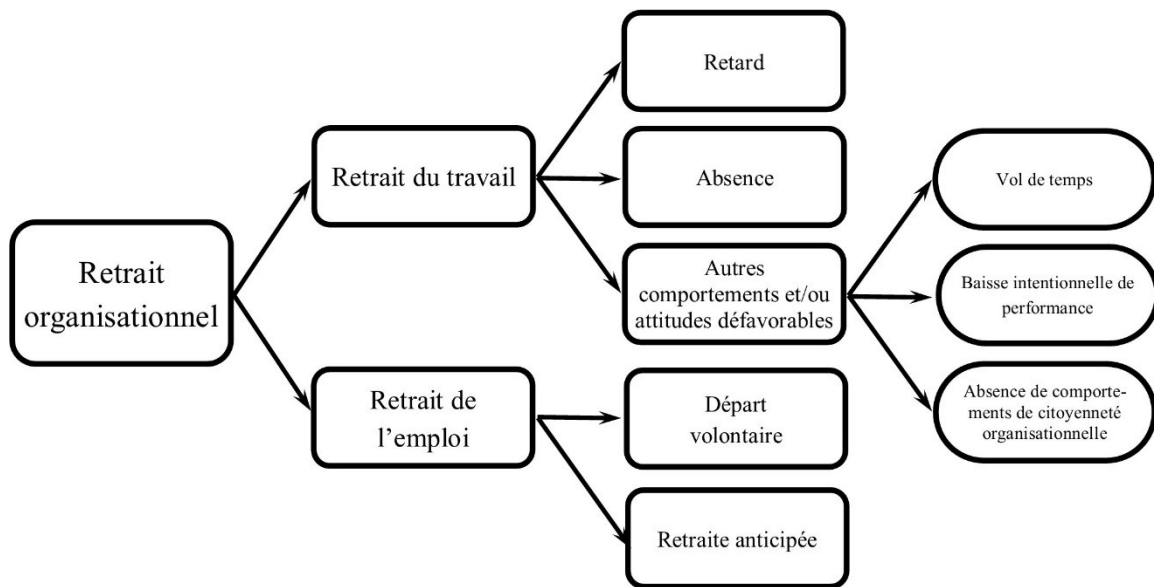 Retrait
organisationnel
Retrait du travail
Retrait de
l'emploi
Retard
Absence
Autres
comportements et/ou
attitudes défavorables
Départ
volontaire
Retraite anticipée
Vol de temps
Baisse intentionnelle de
performance
Absence de comporte-
ments de citoyenneté
organisationnelle